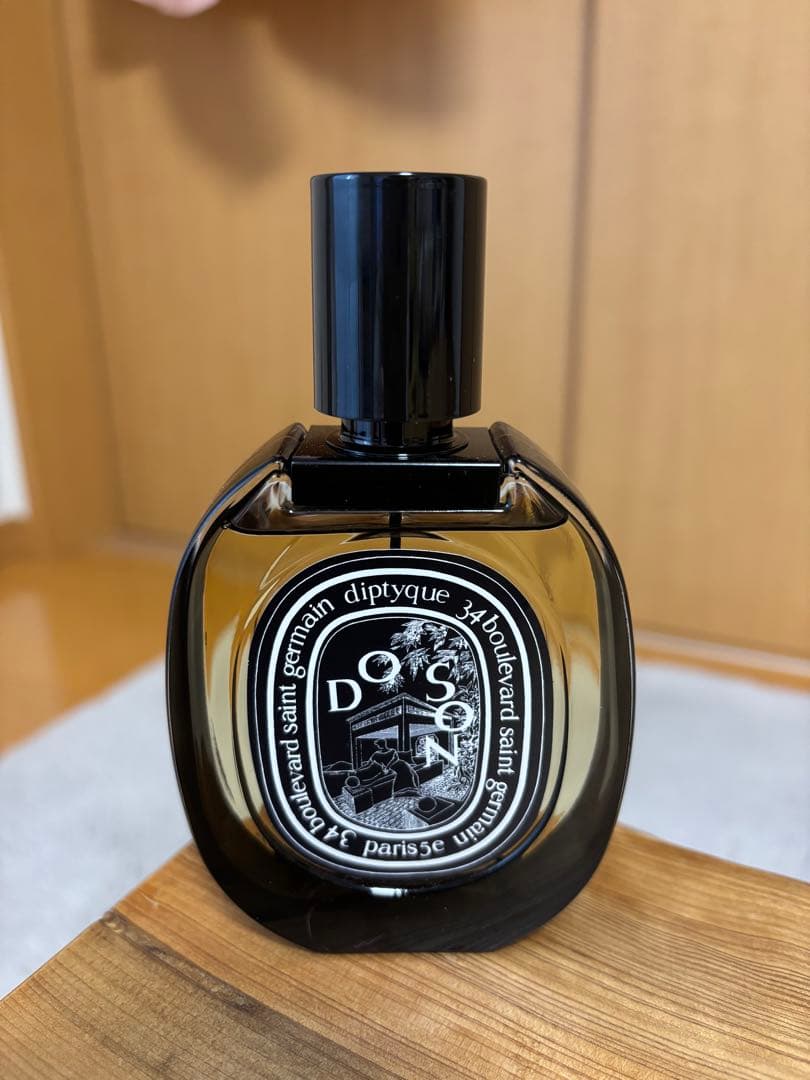 diptyque
34 boulevard saint germain
paris 5e
34 boulevard saint germain
DO SON